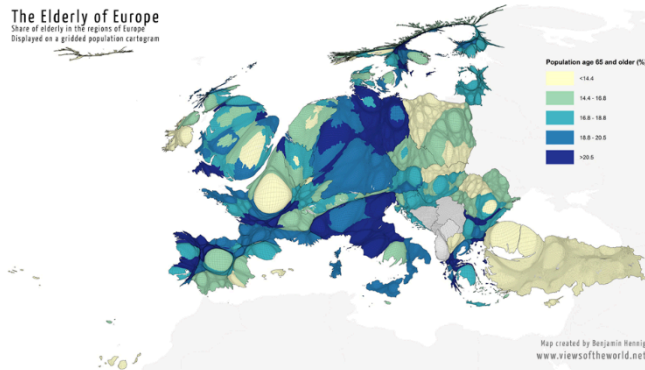 The Elderly of Europe
Share of elderly in the regions of Europe
Displayed on a gridded population cartogram
Population age 65 and older (%)
<14.4
14.4 - 16.8
16.8 - 18.8
18.8 - 20.5
>20.5
Map created by Benjamin Hennig
www.viewsoftheworld.net